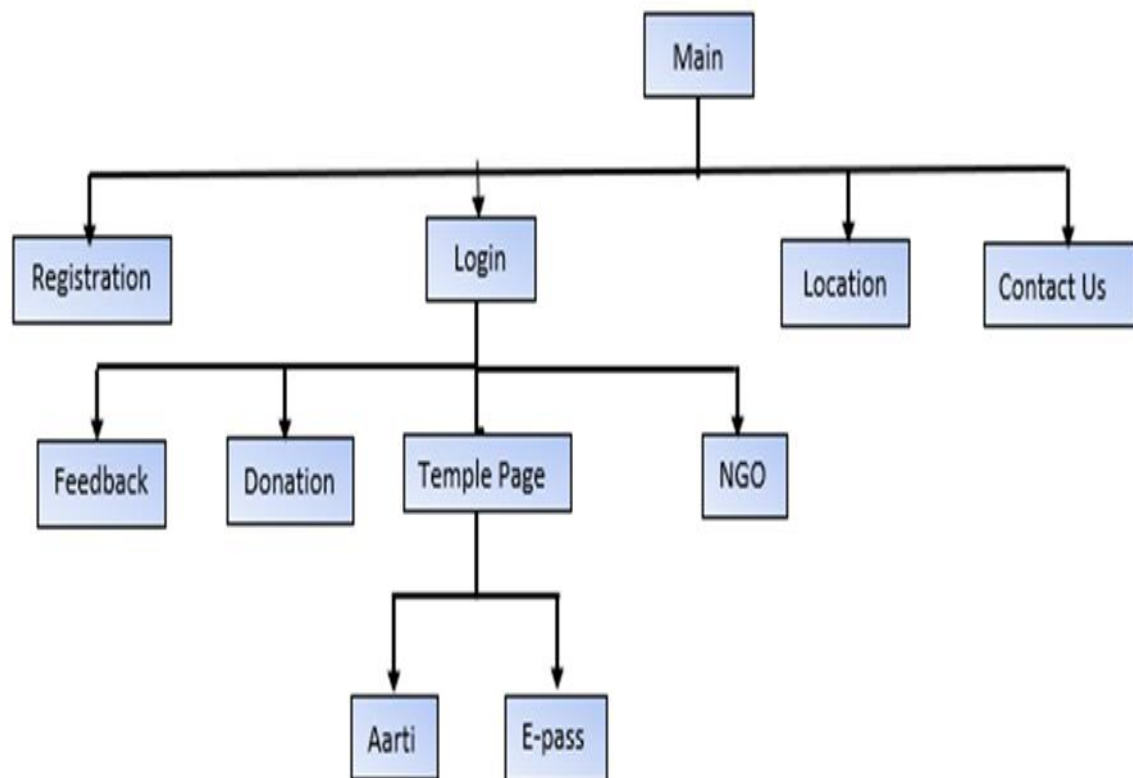 Main
Registration
Login
Location
Contact Us
Feedback
Donation
Temple Page
NGO
Aarti
E-pass